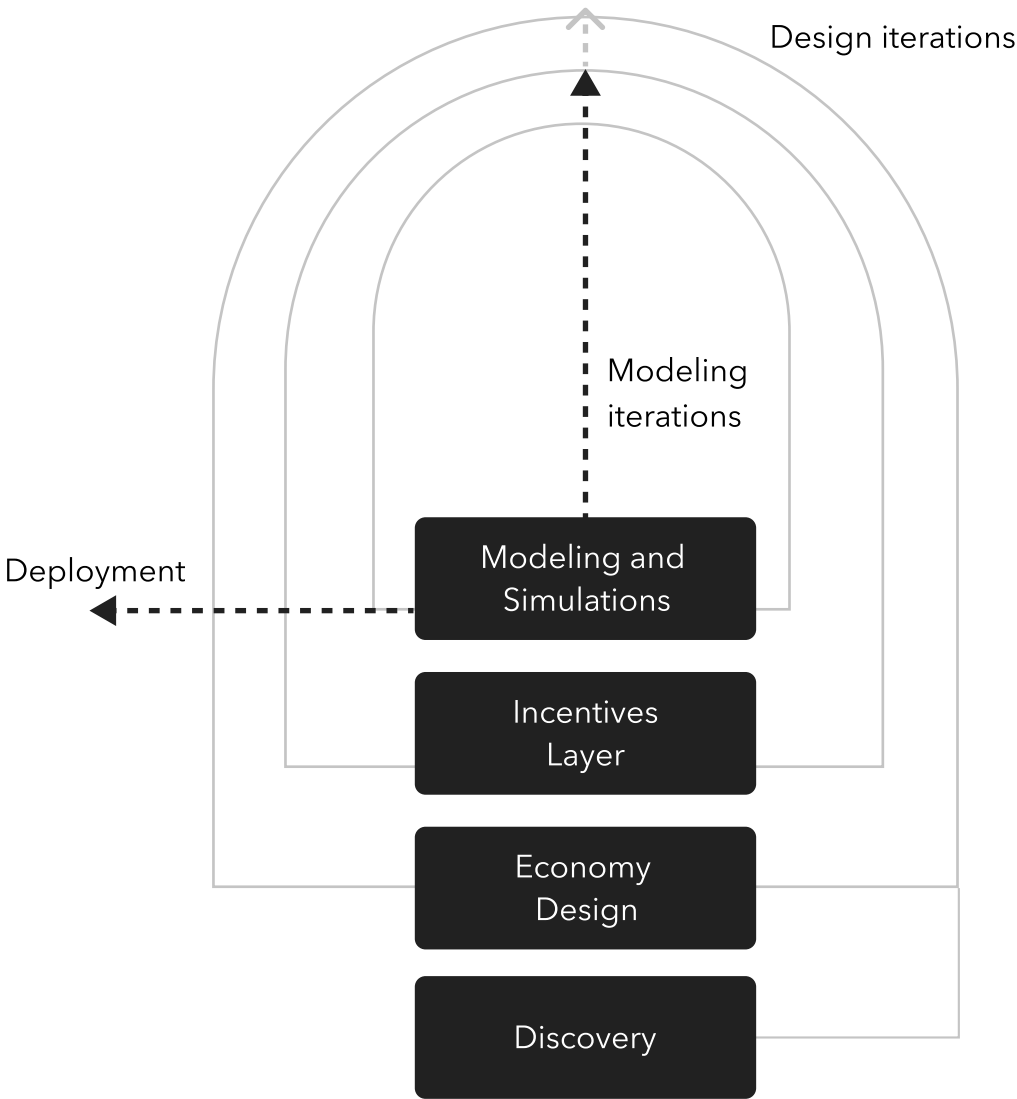 Design iterations
Modeling
iterations
Deployment
Modeling and
Simulations
Incentives
Layer
Economy
Design
Discovery